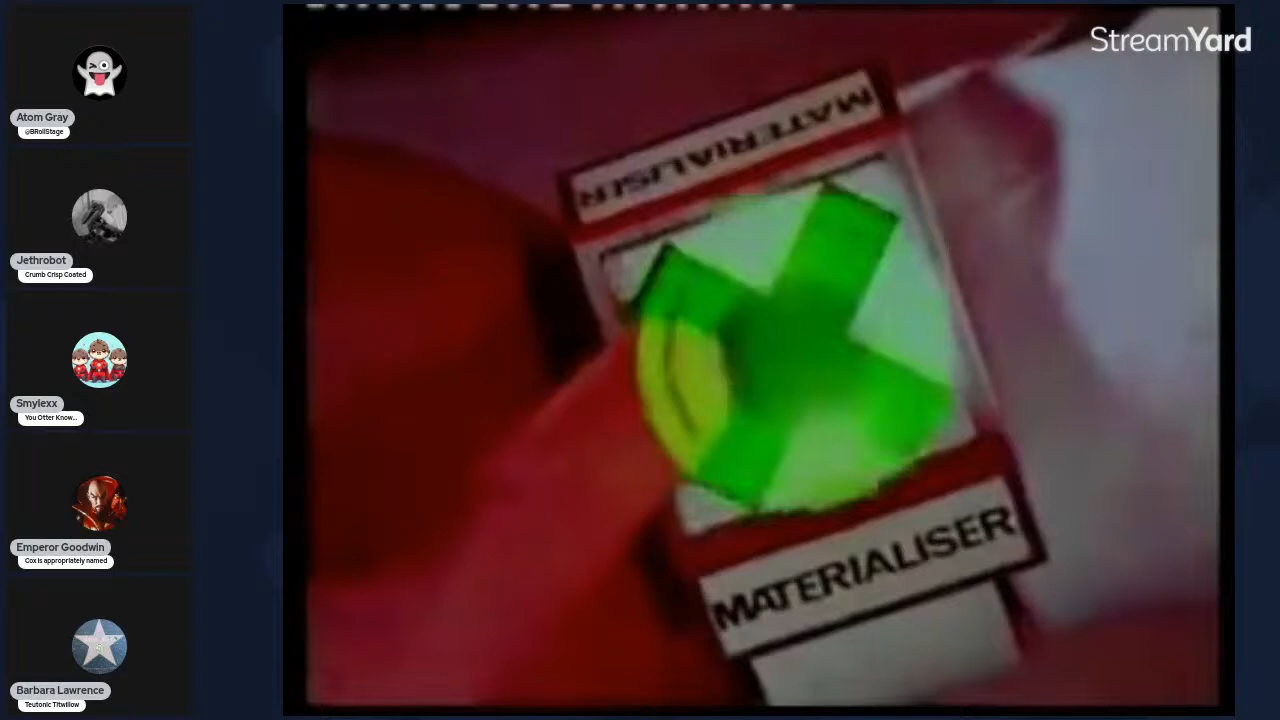 StreamYard
Atom Gray
@BRollStage
Jethrobot
Crumb Crisp Coated
Smylexx
You Otter Know...
Emperor Goodwin
Cox is appropriately named
Barbara Lawrence
Teutonic Titwillow
MATERIALISER
MATERIALISER